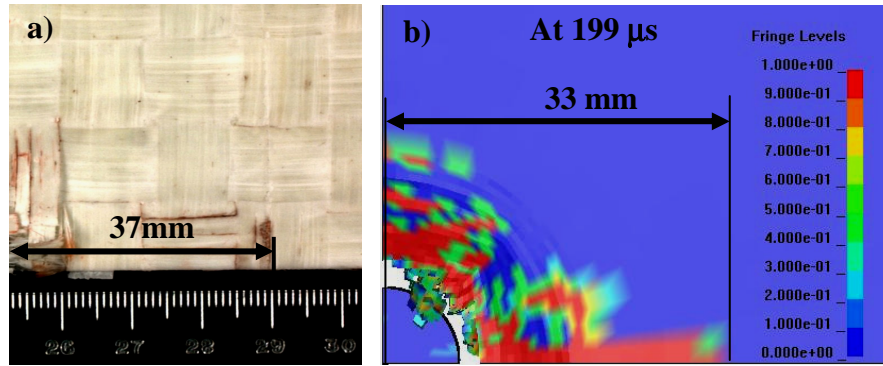 a)
37mm
26 27 28 29 30
b)
At 199 μs
33 mm
Fringe Levels
1.000e+00
9.000e-01
8.000e-01
7.000e-01
6.000e-01
5.000e-01
4.000e-01
3.000e-01
2.000e-01
1.000e-01
0.000e+00